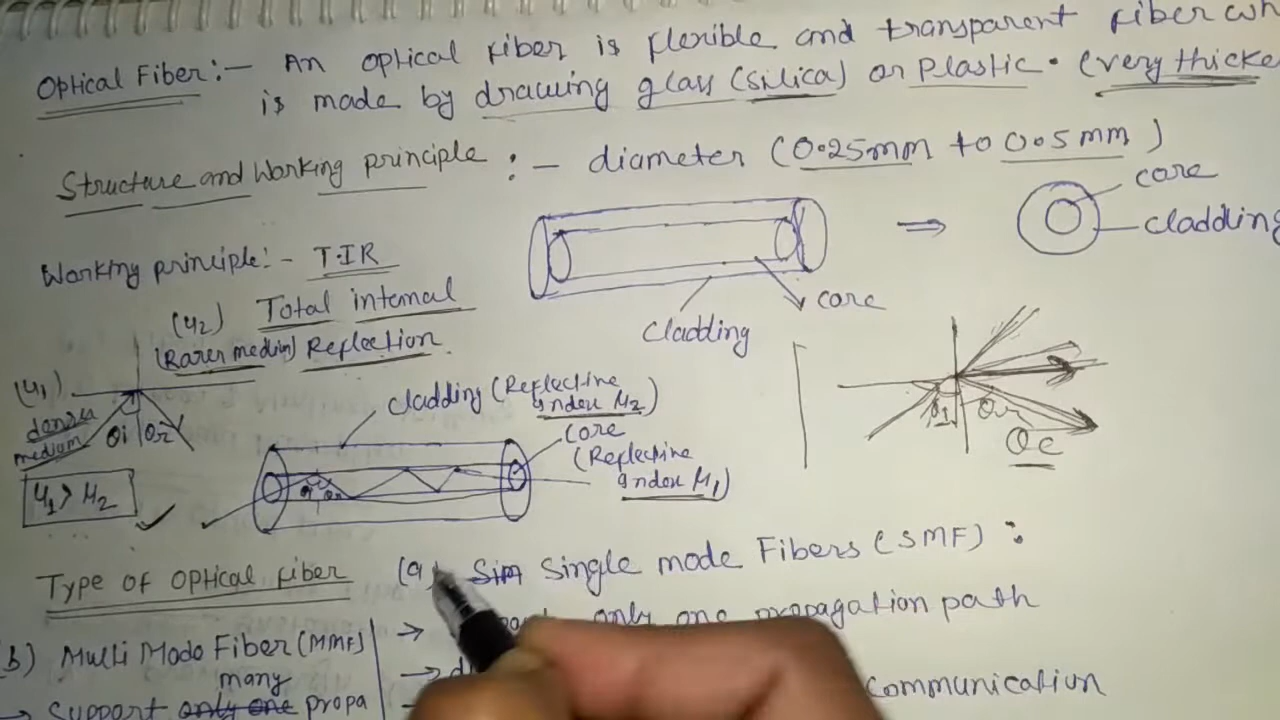 Optical Fiber:- An optical fiber is flexible and transparent fiber wh
is made by drawing glass (silica) or plastic. (very thicke
Structure and Working principle :- diameter (0.25mm to 0.5mm)
core
cladding
core
cladding
Working principle:- T.I.R
(μ2) Total internal
(Rarer medium) Reflection.
(μ1)
denser
medium
θi θr
μ1 > μ2
cladding (Reflective
index μ2)
core
(Reflective
index μ1)
θi θr
θc
Type of optical fiber (a) Sim Single mode Fibers (SMF) :
only one propagation path
communication
(b) Multi Mode Fiber (MMF)
many
→ support only one propa